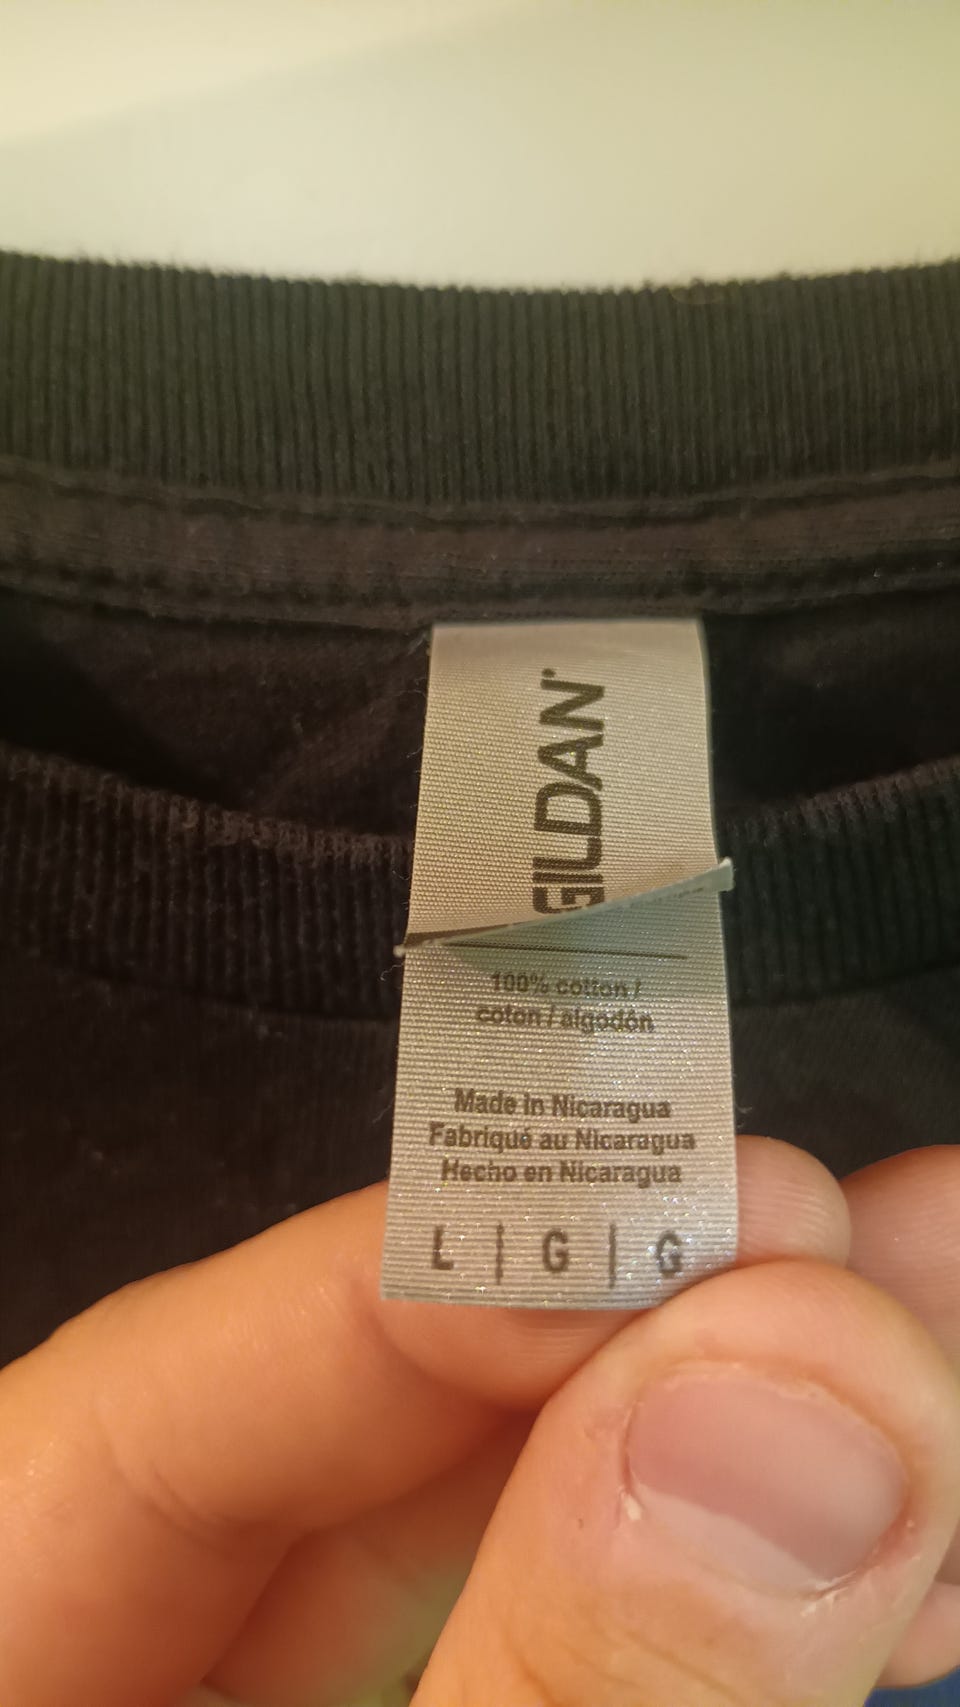 GILDAN
100% cotton /
coton / algodón
Made in Nicaragua
Fabriqué au Nicaragua
Hecho en Nicaragua
L | G | G